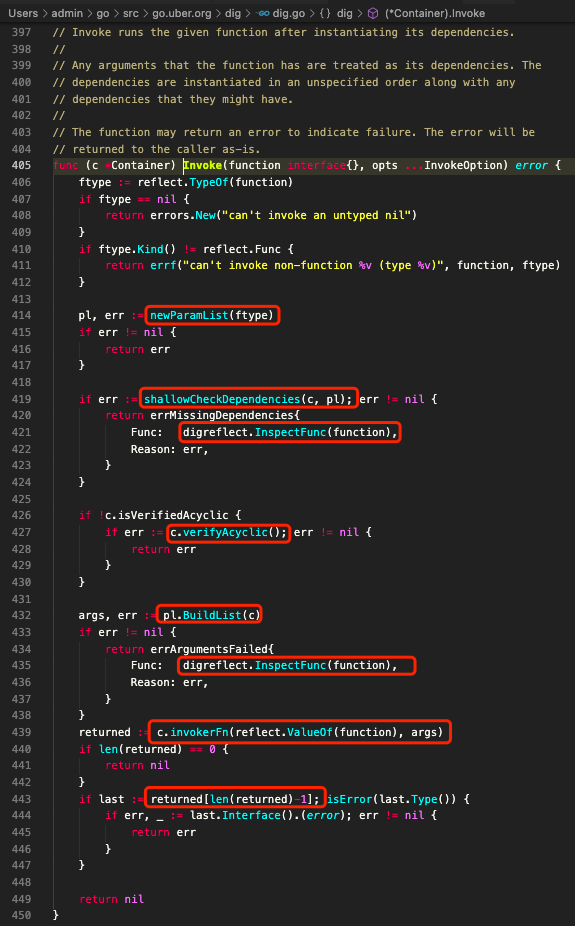 Users > admin > go > src > go.uber.org > dig > dig.go > {} dig > (*Container).Invoke
397 // Invoke runs the given function after instantiating its dependencies.
398 //
399 // Any arguments that the function has are treated as its dependencies. The
400 // dependencies are instantiated in an unspecified order along with any
401 // dependencies that they might have.
402 //
403 // The function may return an error to indicate failure. The error will be
404 // returned to the caller as-is.
405 func (c *Container) Invoke(function interface{}, opts ...InvokeOption) error {
406     ftype := reflect.TypeOf(function)
407     if ftype == nil {
408         return errors.New("can't invoke an untyped nil")
409     }
410     if ftype.Kind() != reflect.Func {
411         return errf("can't invoke non-function %v (type %v)", function, ftype)
412     }
413
414     pl, err := newParamList(ftype)
415     if err != nil {
416         return err
417     }
418
419     if err := shallowCheckDependencies(c, pl); err != nil {
420         return errMissingDependencies{
421             Func:   digreflect.InspectFunc(function),
422             Reason: err,
423         }
424     }
425
426     if !c.isVerifiedAcyclic {
427         if err := c.verifyAcyclic(); err != nil {
428             return err
429         }
430     }
431
432     args, err := pl.BuildList(c)
433     if err != nil {
434         return errArgumentsFailed{
435             Func:   digreflect.InspectFunc(function),
436             Reason: err,
437         }
438     }
439     returned := c.invokerFn(reflect.ValueOf(function), args)
440     if len(returned) == 0 {
441         return nil
442     }
443     if last := returned[len(returned)-1]; isError(last.Type()) {
444         if err, _ := last.Interface().(error); err != nil {
445             return err
446         }
447     }
448
449     return nil
450 }